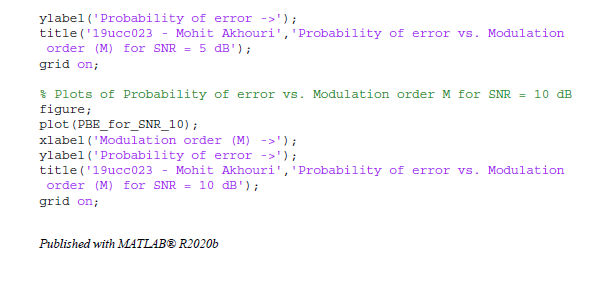 ylabel('Probability of error ->');
title('19ucc023 - Mohit Akhouri','Probability of error vs. Modulation
order (M) for SNR = 5 dB');
grid on;
% Plots of Probability of error vs. Modulation order M for SNR = 10 dB
figure;
plot(PBE_for_SNR_10);
xlabel('Modulation order (M) ->');
ylabel('Probability of error ->');
title('19ucc023 - Mohit Akhouri','Probability of error vs. Modulation
order (M) for SNR = 10 dB');
grid on;
Published with MATLAB® R2020b